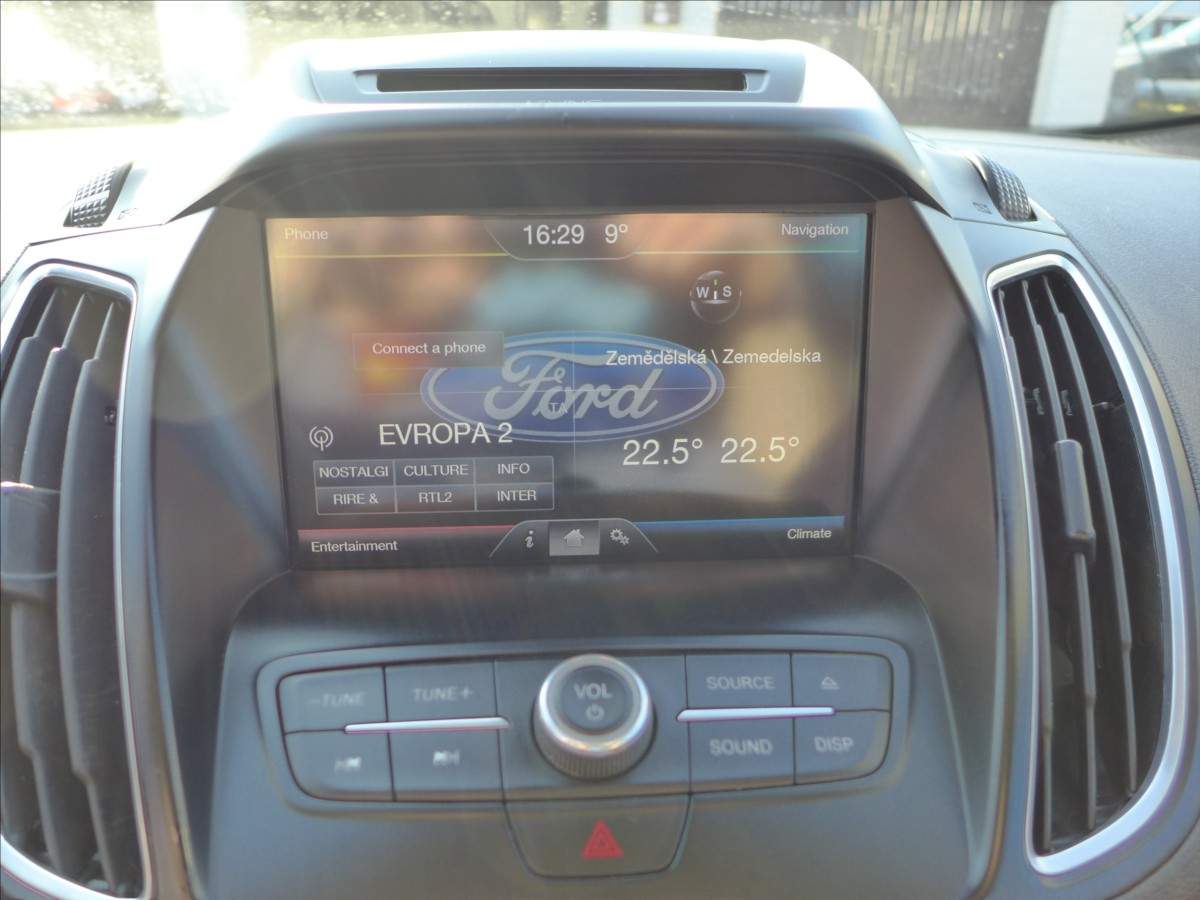 Phone 16:29 9° Navigation
W S
Connect a phone
Zemědělská \ Zemedelska
Ford
TA
EVROPA 2
22.5° 22.5°
NOSTALGI CULTURE INFO
RIRE & RTL2 INTER
Entertainment
i
Climate
-TUNE TUNE+ VOL SOURCE
SOUND DISP